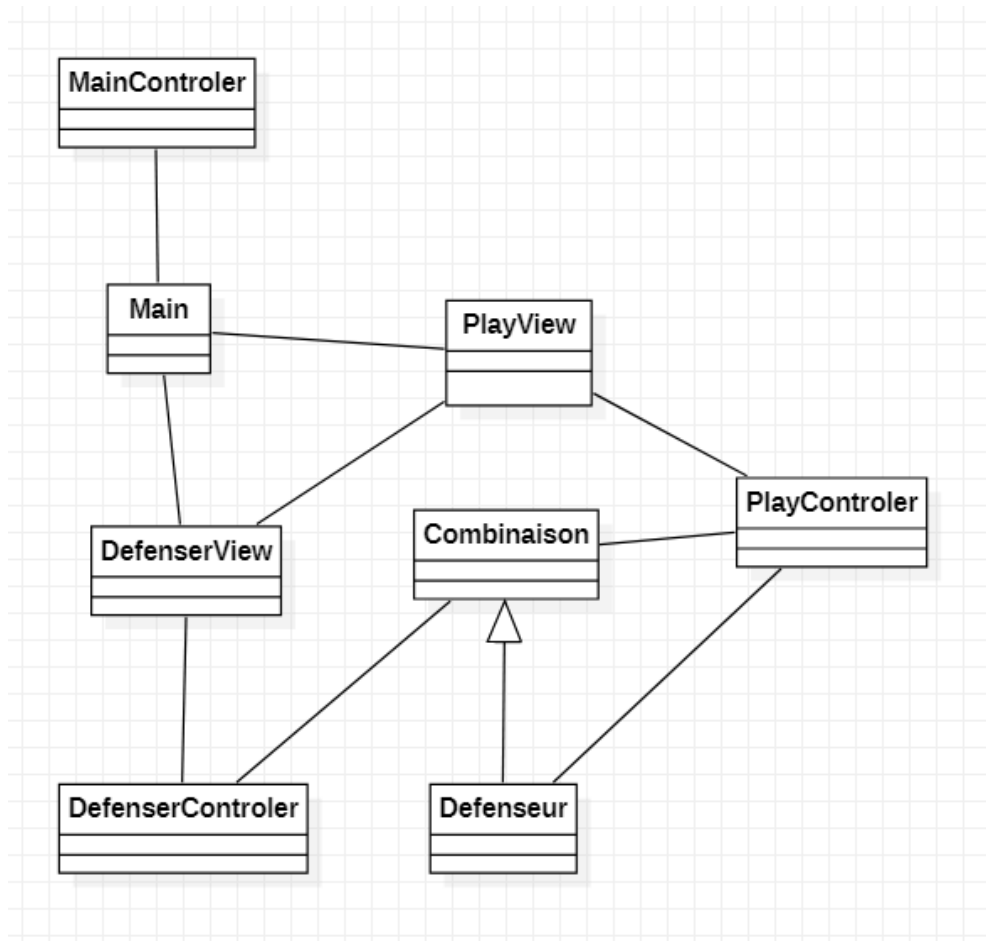 MainControler
Main
PlayView
PlayControler
DefenserView
Combinaison
DefenserControler
Defenseur